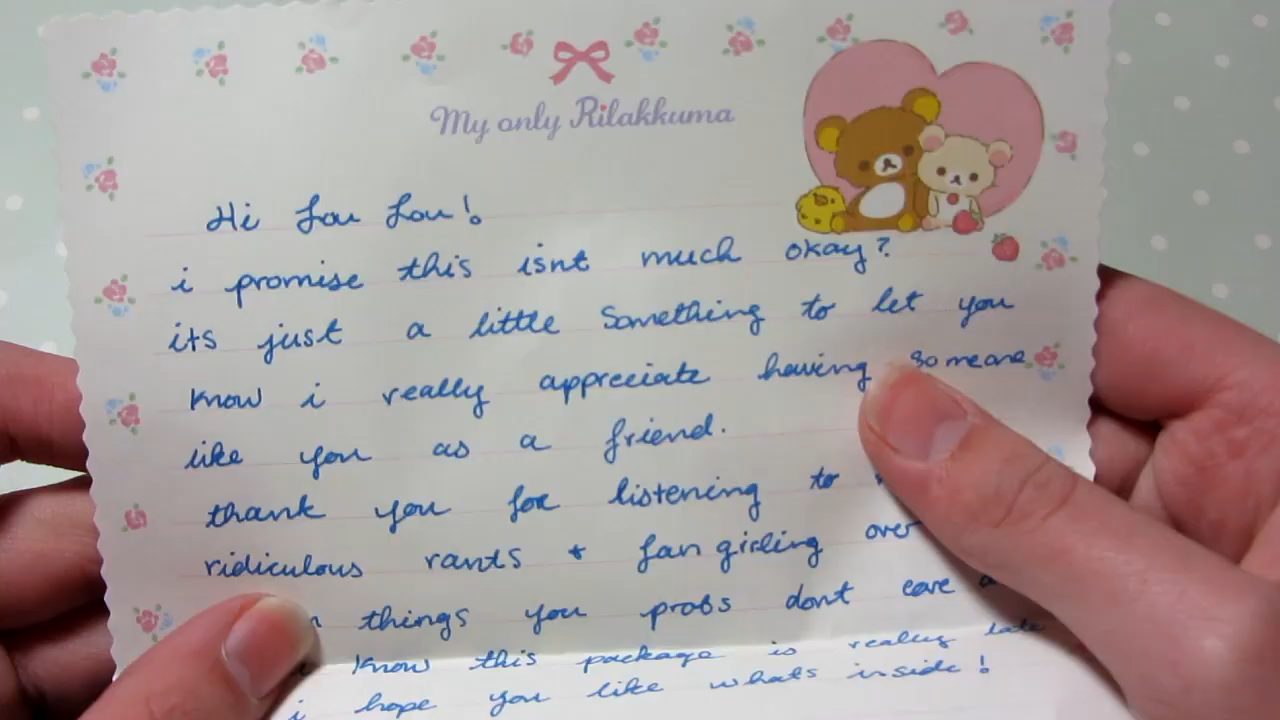 My only Rilakkuma
Hi Lou Lou!
i promise this isnt much okay?
its just a little something to let you
know i really appreciate having someone
like you as a friend.
thank you for listening to
ridiculous rants + fangirling over
things you probs dont care
know this package is really late
i hope you like whats inside!